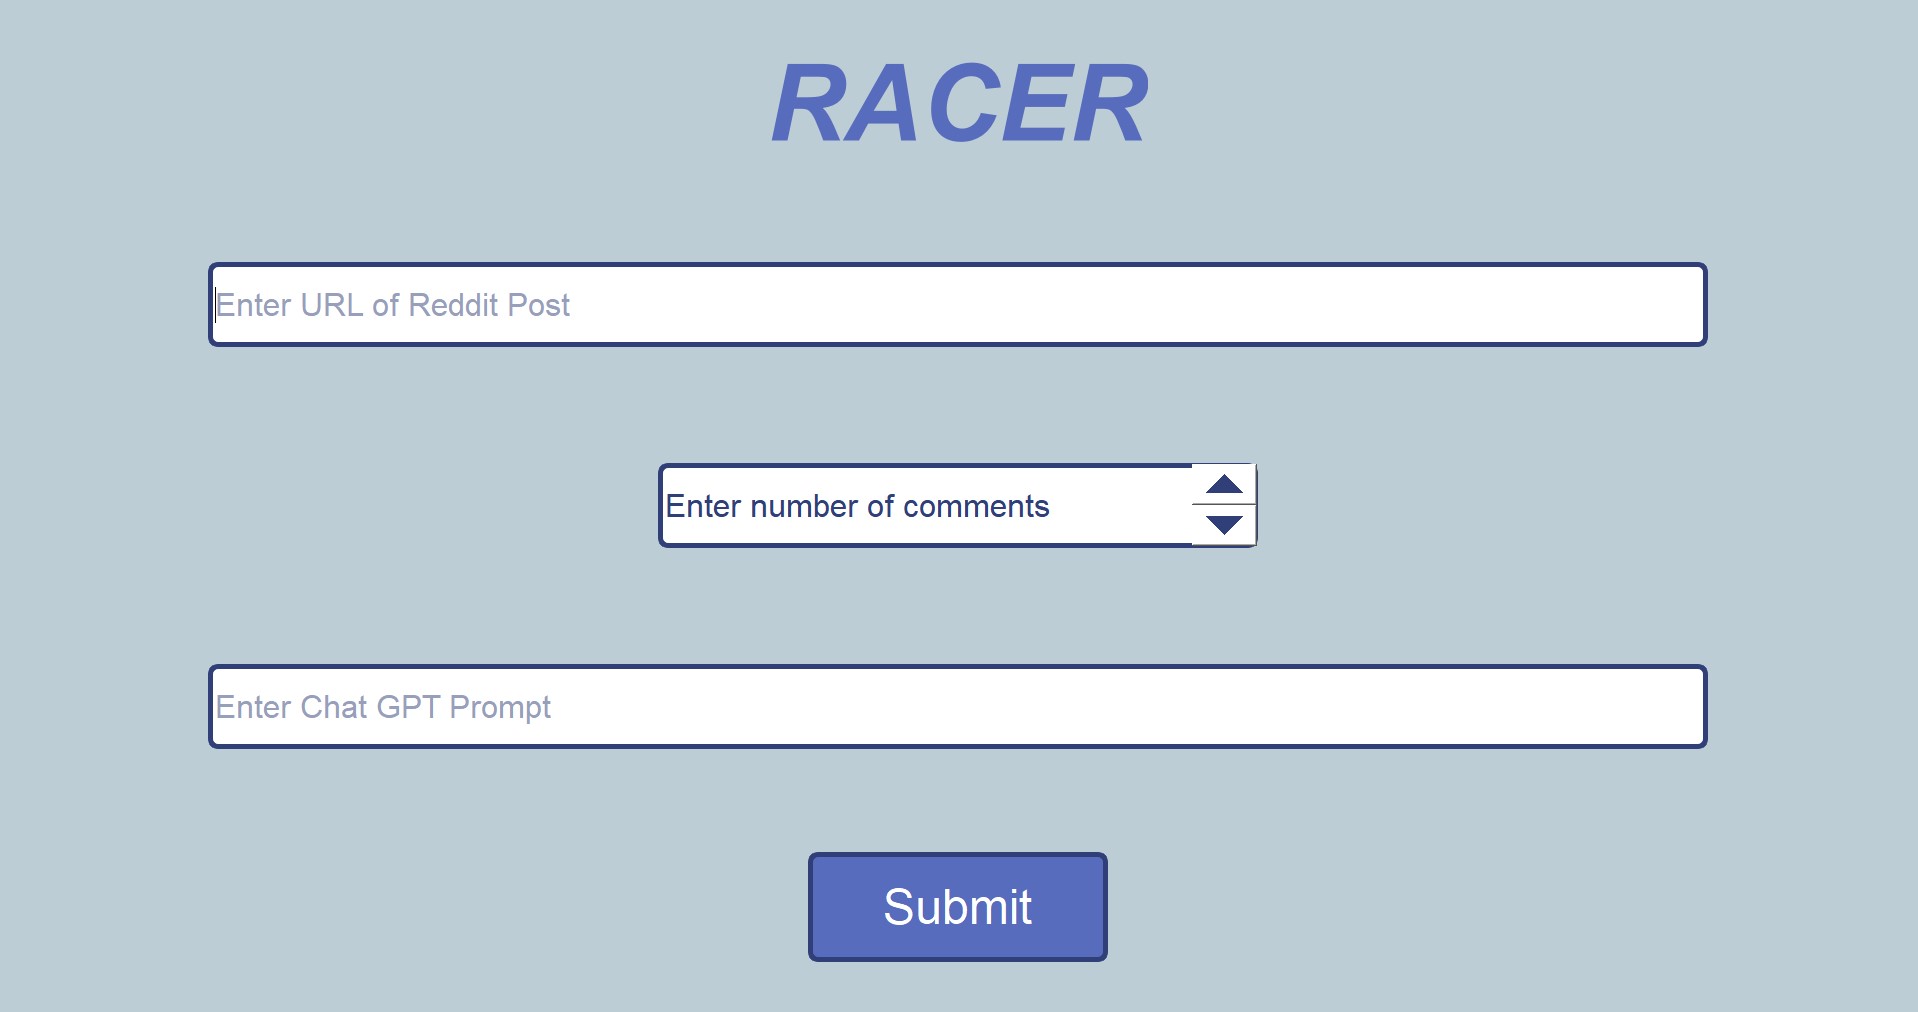 RACER
Enter URL of Reddit Post
Enter number of comments
Enter Chat GPT Prompt
Submit